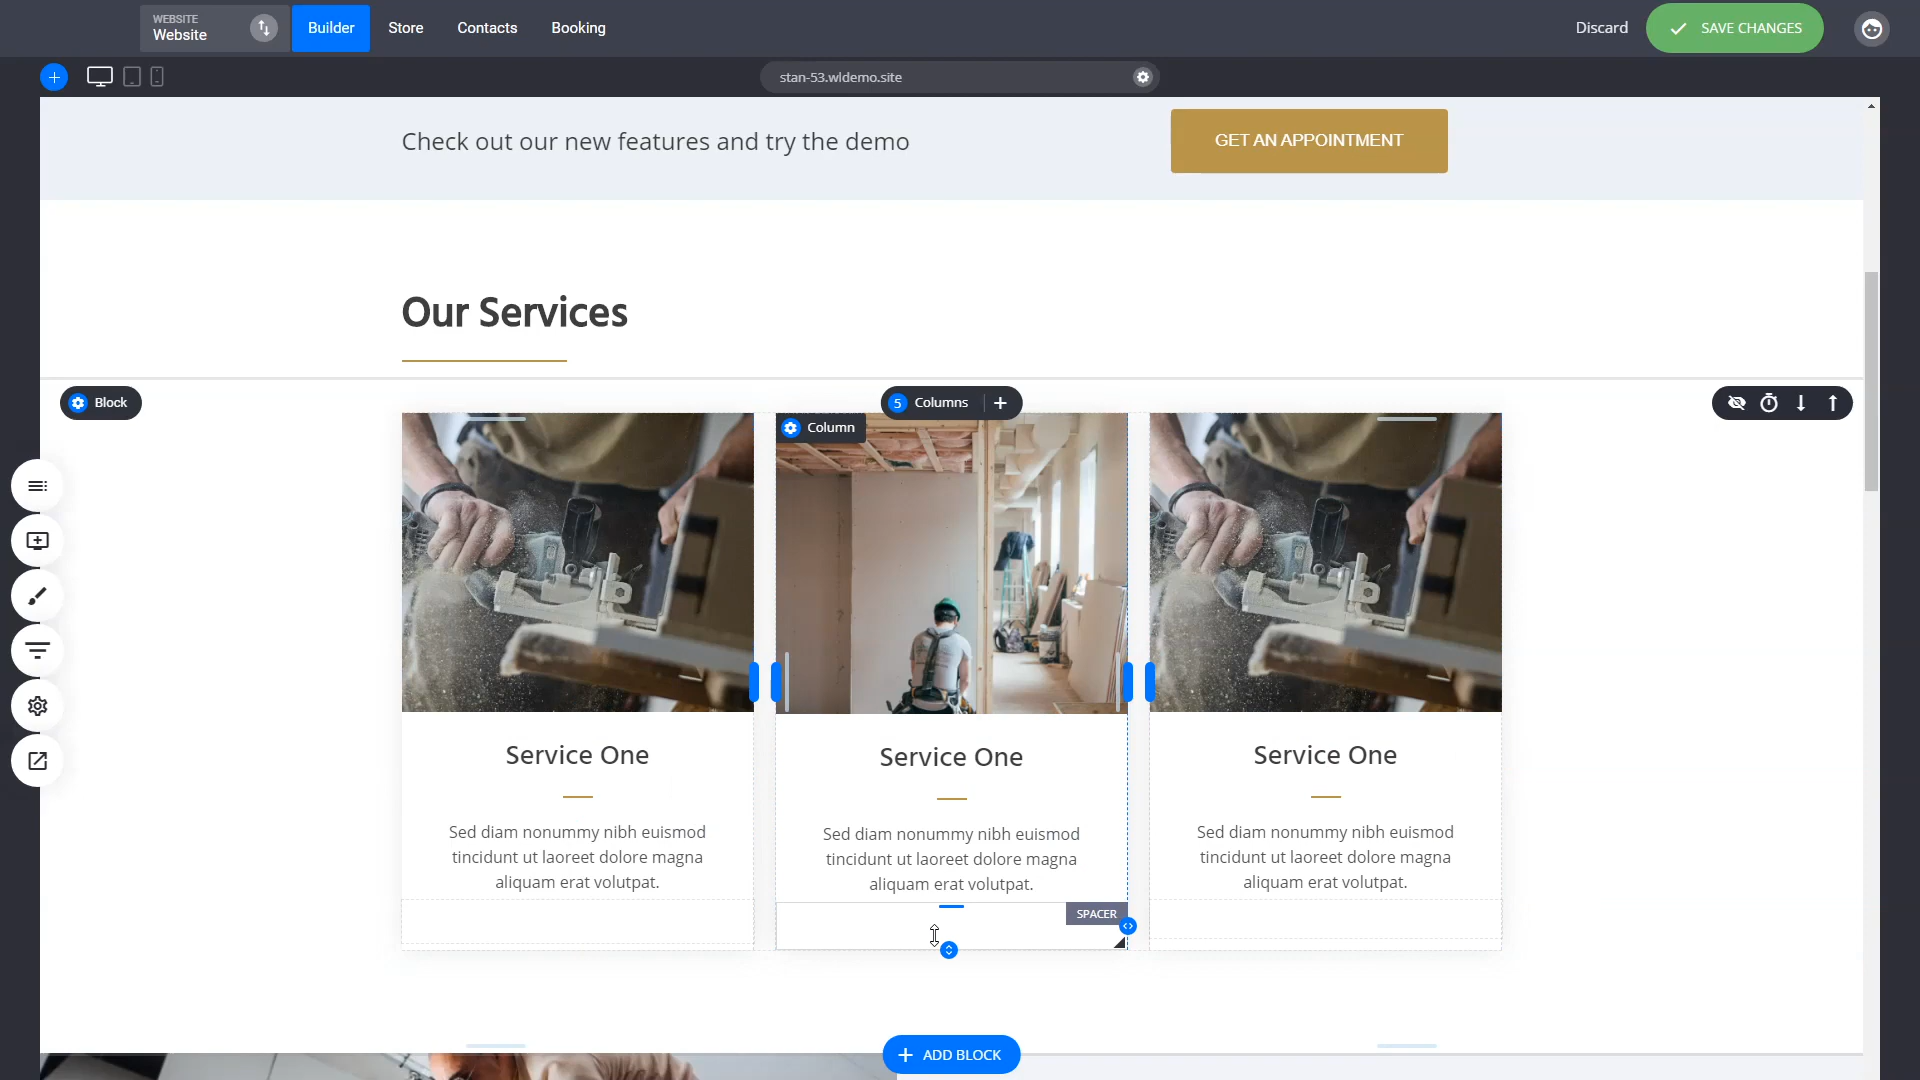 WEBSITE
Website
Builder
Store
Contacts
Booking
Discard
SAVE CHANGES
stan-53.wldemo.site
Check out our new features and try the demo
GET AN APPOINTMENT
Our Services
Block
5 Columns
Column
Service One
Sed diam nonummy nibh euismod
tincidunt ut laoreet dolore magna
aliquam erat volutpat.
Service One
Sed diam nonummy nibh euismod
tincidunt ut laoreet dolore magna
aliquam erat volutpat.
SPACER
Service One
Sed diam nonummy nibh euismod
tincidunt ut laoreet dolore magna
aliquam erat volutpat.
ADD BLOCK